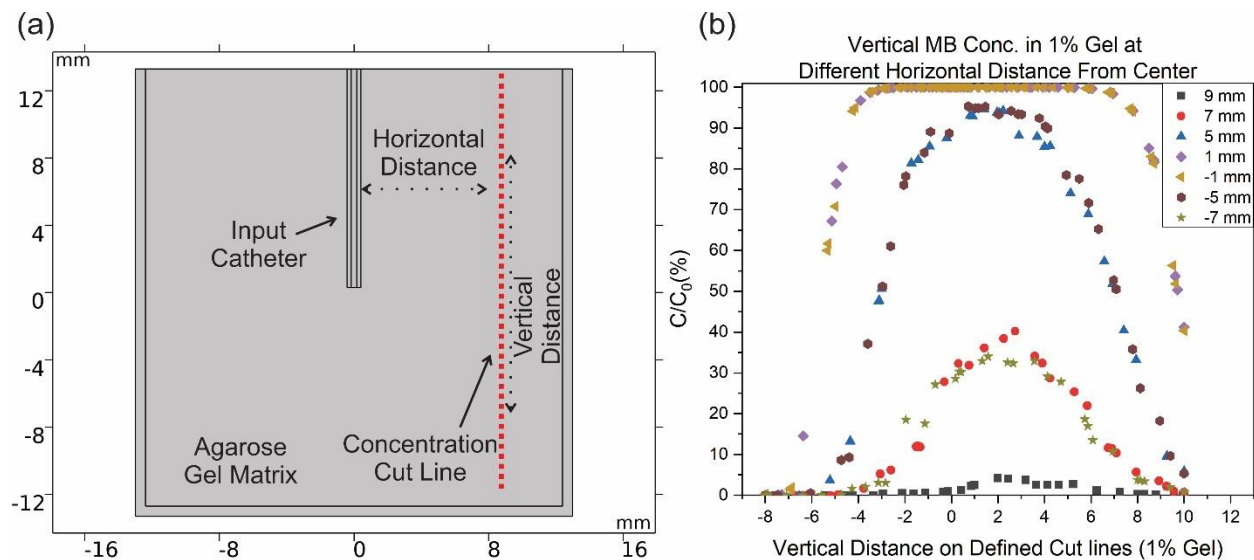 (a)
mm
12
8
4
0
-4
-8
-12
Horizontal
Distance
Input
Catheter
Vertical
Distance
Agarose
Gel Matrix
Concentration
Cut Line
mm
-16
-8
0
8
16
(b)
Vertical MB Conc. in 1% Gel at
Different Horizontal Distance From Center
100
90
80
70
60
50
40
30
20
10
0
C/C₀(%)
9 mm
7 mm
5 mm
1 mm
-1 mm
-5 mm
-7 mm
-8
-6
-4
-2
0
2
4
6
8
10
Vertical Distance on Defined Cut lines (1% Gel)